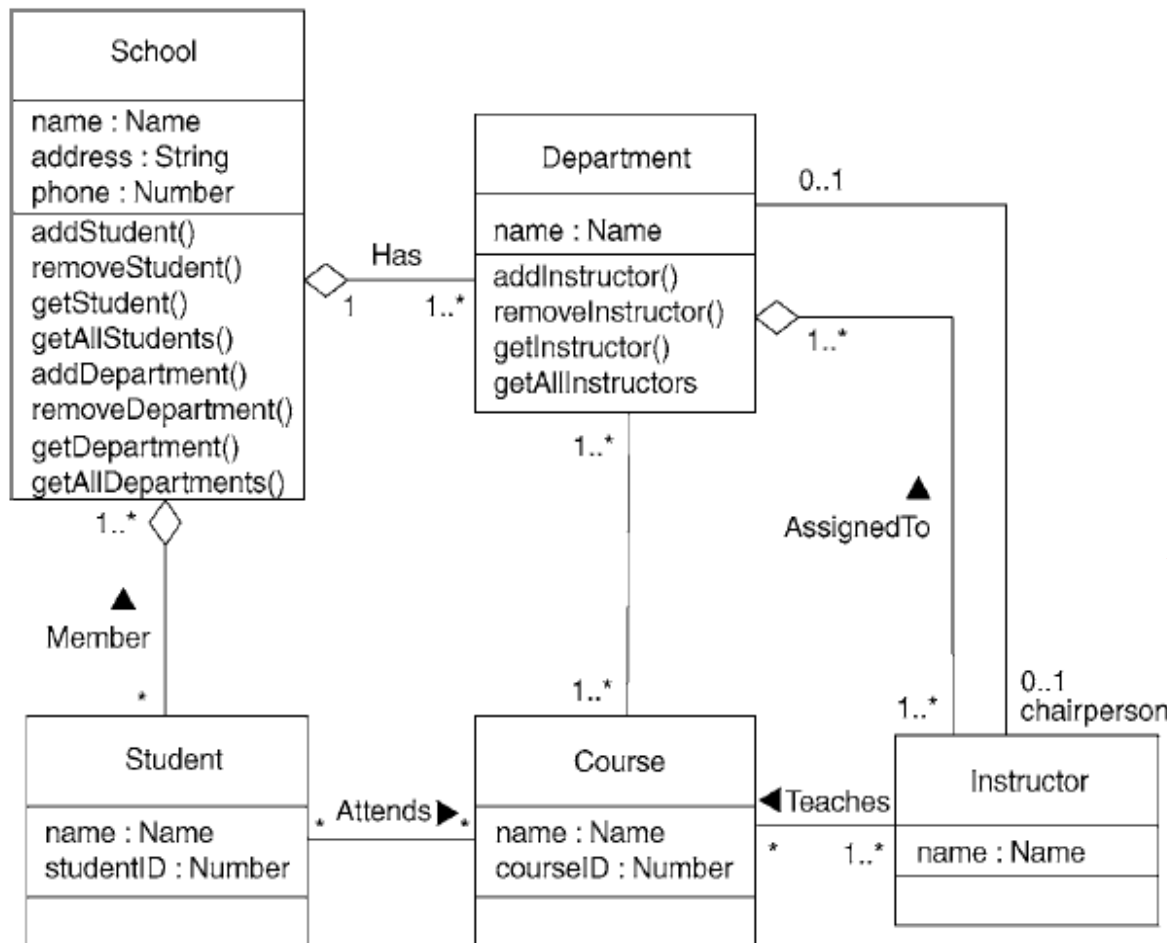 School
name : Name
address : String
phone : Number
addStudent()
removeStudent()
getStudent()
getAllStudents()
addDepartment()
removeDepartment()
getDepartment()
getAllDepartments()
Has
1
1..*
Department
name : Name
addInstructor()
removeInstructor()
getInstructor()
getAllInstructors
0..1
1..*
1..*
1..*
▲
AssignedTo
▲
Member
*
1..*
1..*
0..1
chairperson
Student
name : Name
studentID : Number
* Attends ▶ *
Course
name : Name
courseID : Number
◀ Teaches
* 1..*
Instructor
name : Name